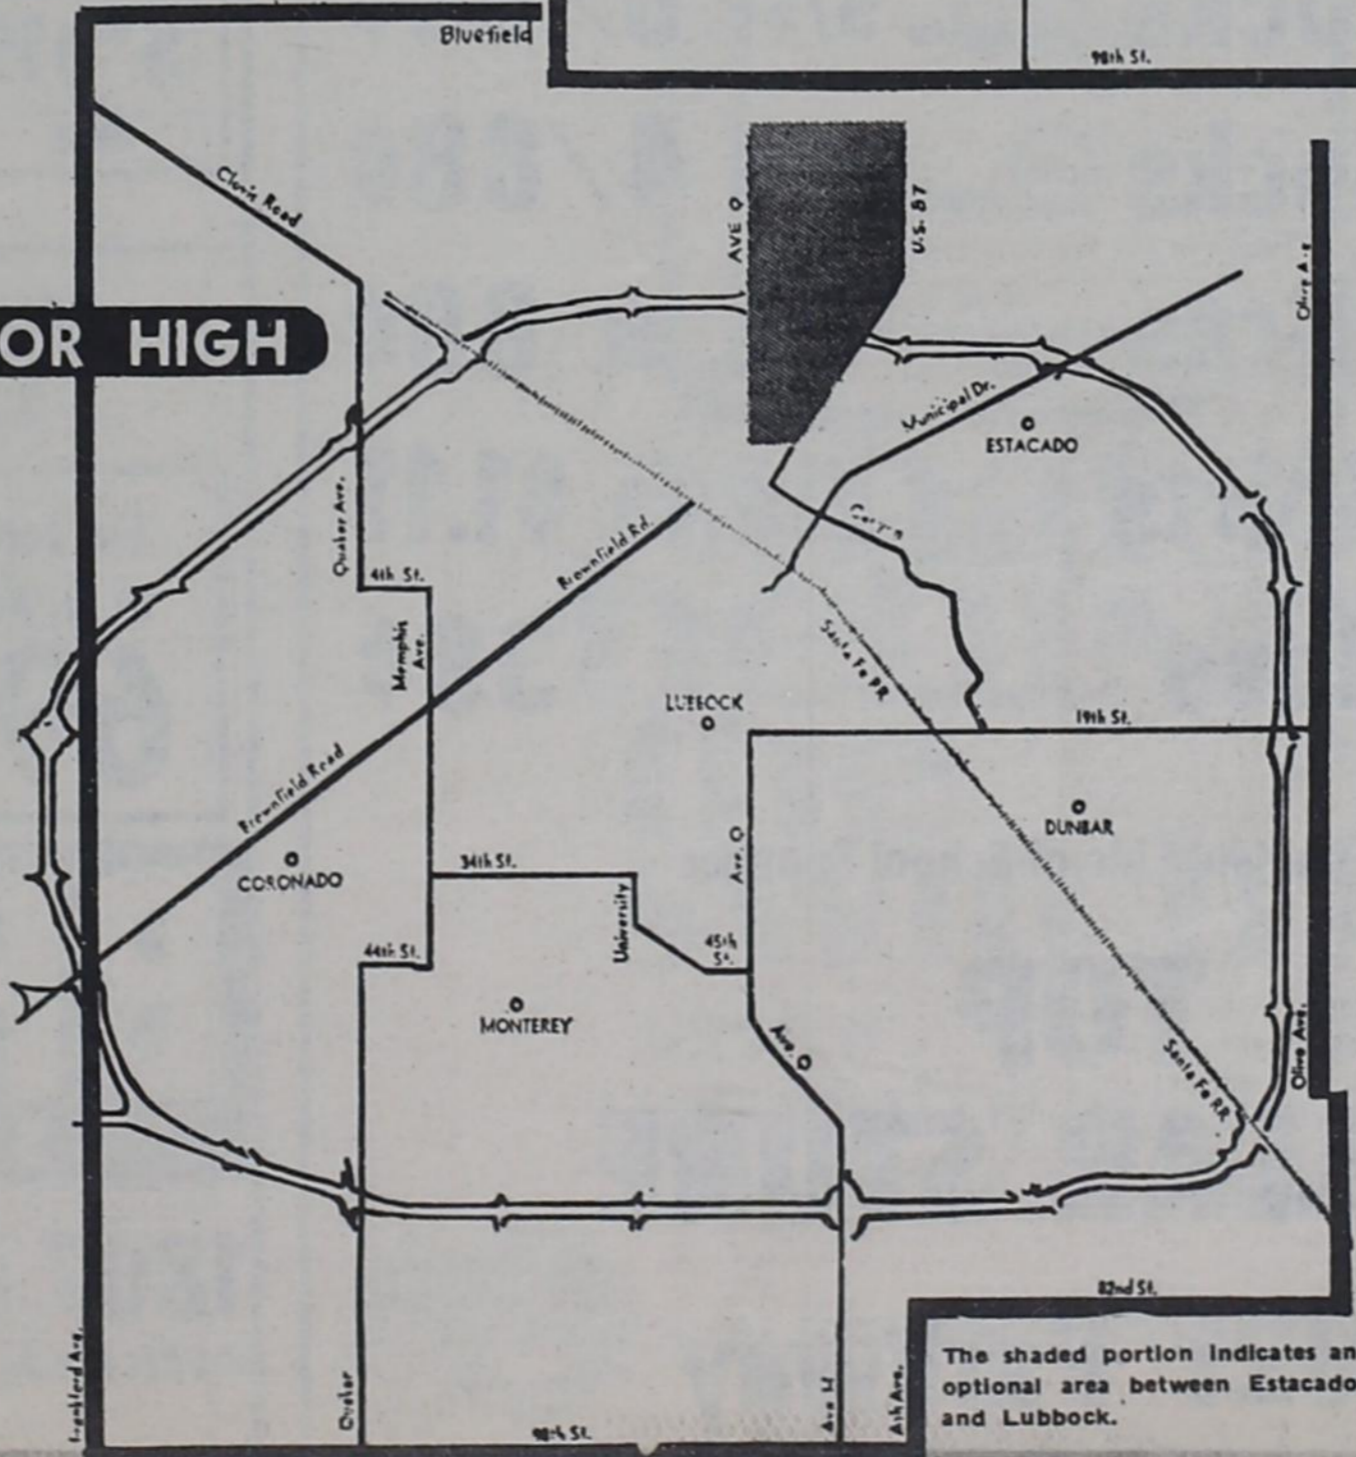 Bluefield
98th St.
Clovis Road
AVE Q
U.S. 87
Olive Ave
OR HIGH
Municipal Dr.
ESTACADO
Quaker Ave.
Canyon
4th St.
Brownfield Rd.
Memphis
Ave.
Santa Fe RR
LUBBOCK
19th St.
Brownfield Road
DUNBAR
Ave. Q
34th St.
CORONADO
University
45th
St.
44th St.
MONTEREY
Ave. Q
Olive Ave.
Santa Fe RR
82nd St.
Frankford Ave.
Quaker
Ave H
Ash Ave.
98th St.
The shaded portion indicates an
optional area between Estacado
and Lubbock.